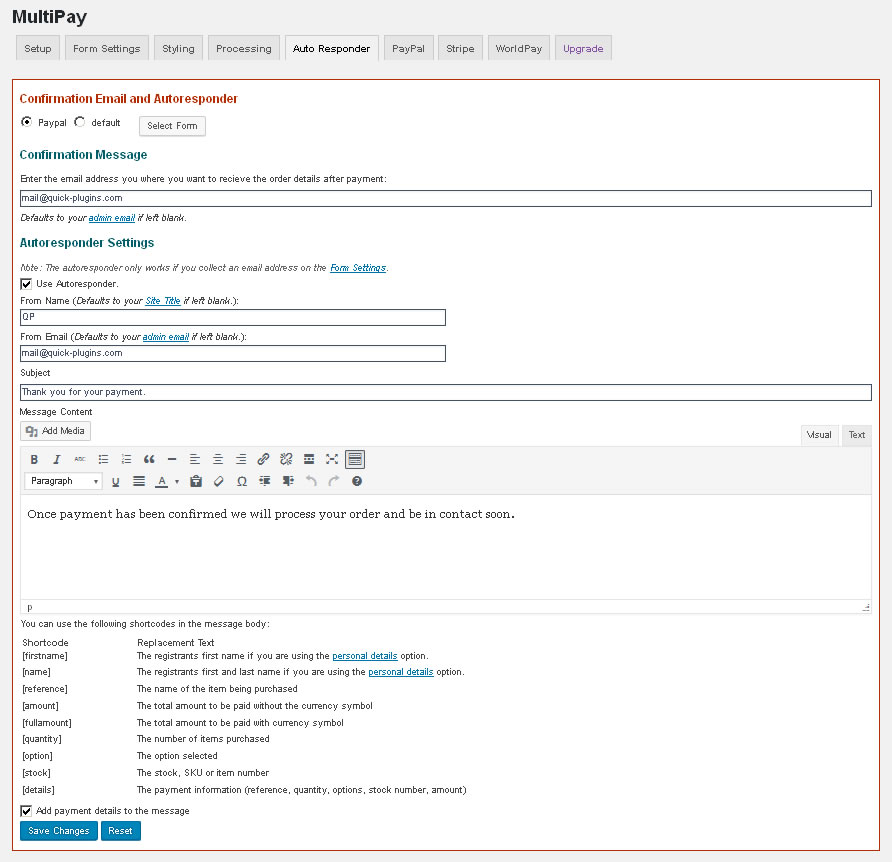 MultiPay
Setup Form Settings Styling Processing Auto Responder PayPal Stripe WorldPay Upgrade
Confirmation Email and Autoresponder
Paypal default Select Form
Confirmation Message
Enter the email address you where you want to recieve the order details after payment:
mail@quick-plugins.com
Defaults to your admin email if left blank.
Autoresponder Settings
Note: The autoresponder only works if you collect an email address on the Form Settings.
Use Autoresponder.
From Name (Defaults to your Site Title if left blank.):
QP
From Email (Defaults to your admin email if left blank.):
mail@quick-plugins.com
Subject
Thank you for your payment.
Message Content
Add Media Visual Text
B I ABC
Paragraph U A Ω
Once payment has been confirmed we will process your order and be in contact soon.
p
You can use the following shortcodes in the message body:
Shortcode Replacement Text
[firstname] The registrants first name if you are using the personal details option.
[name] The registrants first and last name if you are using the personal details option.
[reference] The name of the item being purchased
[amount] The total amount to be paid without the currency symbol
[fullamount] The total amount to be paid with currency symbol
[quantity] The number of items purchased
[option] The option selected
[stock] The stock, SKU or item number
[details] The payment information (reference, quantity, options, stock number, amount)
Add payment details to the message
Save Changes Reset